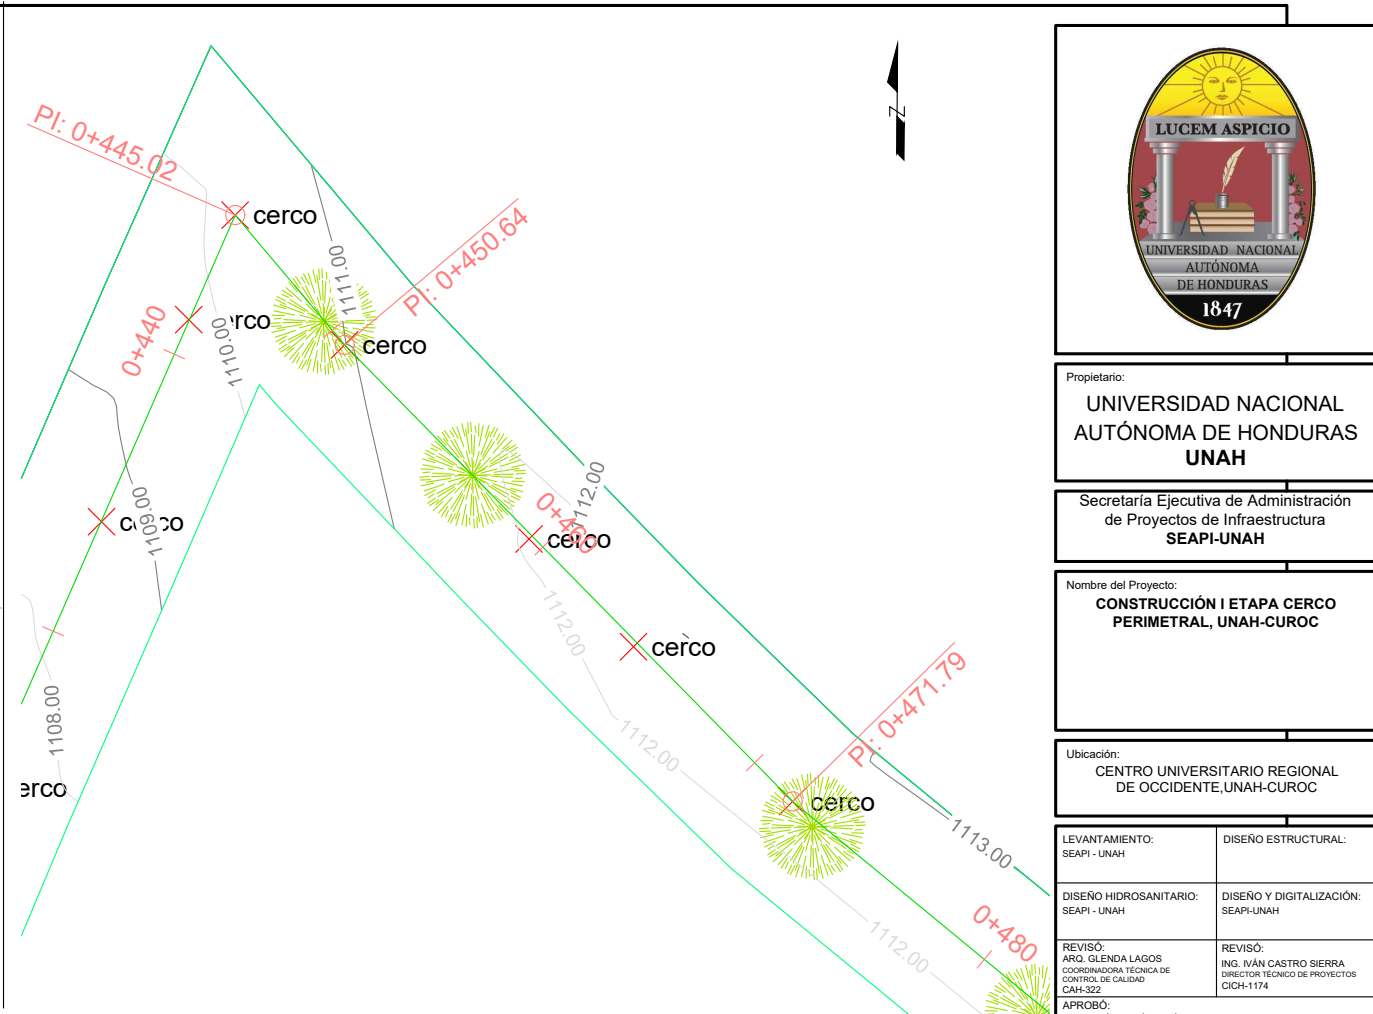 PI: 0+445.02
cerco
PI: 0+450.64
1111.00
0+440
1110.00
cerco
1112.00
0+460
cerco
1109.00
1112.00
cerco
PI: 0+471.79
1108.00
1112.00
cerco
1113.00
1112.00
0+480
LUCEM ASPICIO
UNIVERSIDAD NACIONAL
AUTÓNOMA
DE HONDURAS
1847
Propietario:
UNIVERSIDAD NACIONAL
AUTÓNOMA DE HONDURAS
UNAH
Secretaría Ejecutiva de Administración
de Proyectos de Infraestructura
SEAPI-UNAH
Nombre del Proyecto:
CONSTRUCCIÓN I ETAPA CERCO
PERIMETRAL, UNAH-CUROC
Ubicación:
CENTRO UNIVERSITARIO REGIONAL
DE OCCIDENTE,UNAH-CUROC
LEVANTAMIENTO:
SEAPI - UNAH
DISEÑO ESTRUCTURAL:
DISEÑO HIDROSANITARIO:
SEAPI - UNAH
DISEÑO Y DIGITALIZACIÓN:
SEAPI-UNAH
REVISÓ:
ARQ. GLENDA LAGOS
COORDINADORA TÉCNICA DE
CONTROL DE CALIDAD
CAH-322
REVISÓ:
ING. IVÁN CASTRO SIERRA
DIRECTOR TÉCNICO DE PROYECTOS
CICH-1174
APROBÓ: